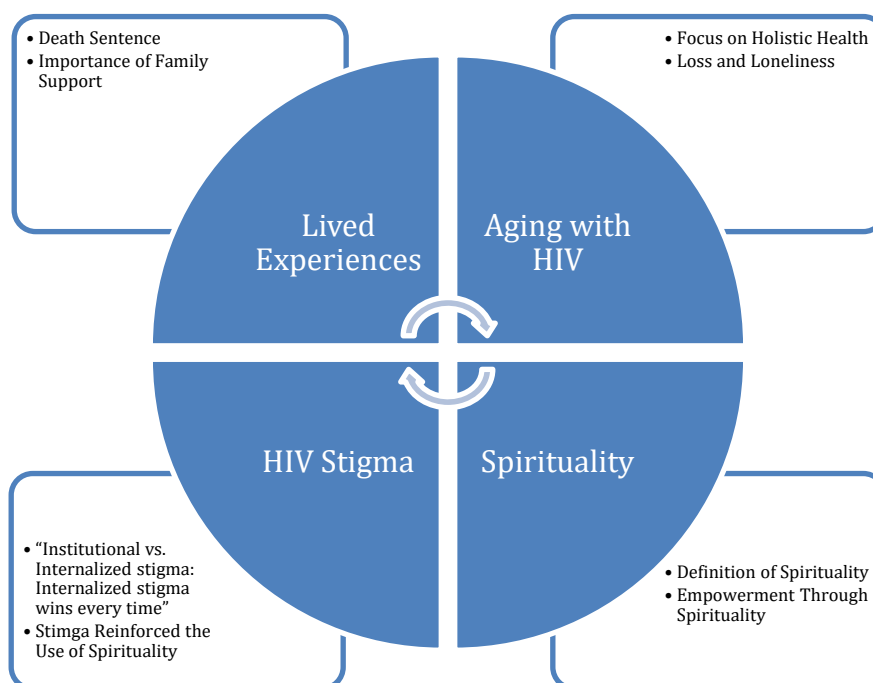 • Death Sentence
• Importance of Family
Support
• Focus on Holistic Health
• Loss and Loneliness
Lived
Experiences
Aging with
HIV
HIV Stigma
Spirituality
• “Institutional vs.
Internalized stigma:
Internalized stigma
wins every time”
• Stimga Reinforced the
Use of Spirituality
• Definition of Spirituality
• Empowerment Through
Spirituality